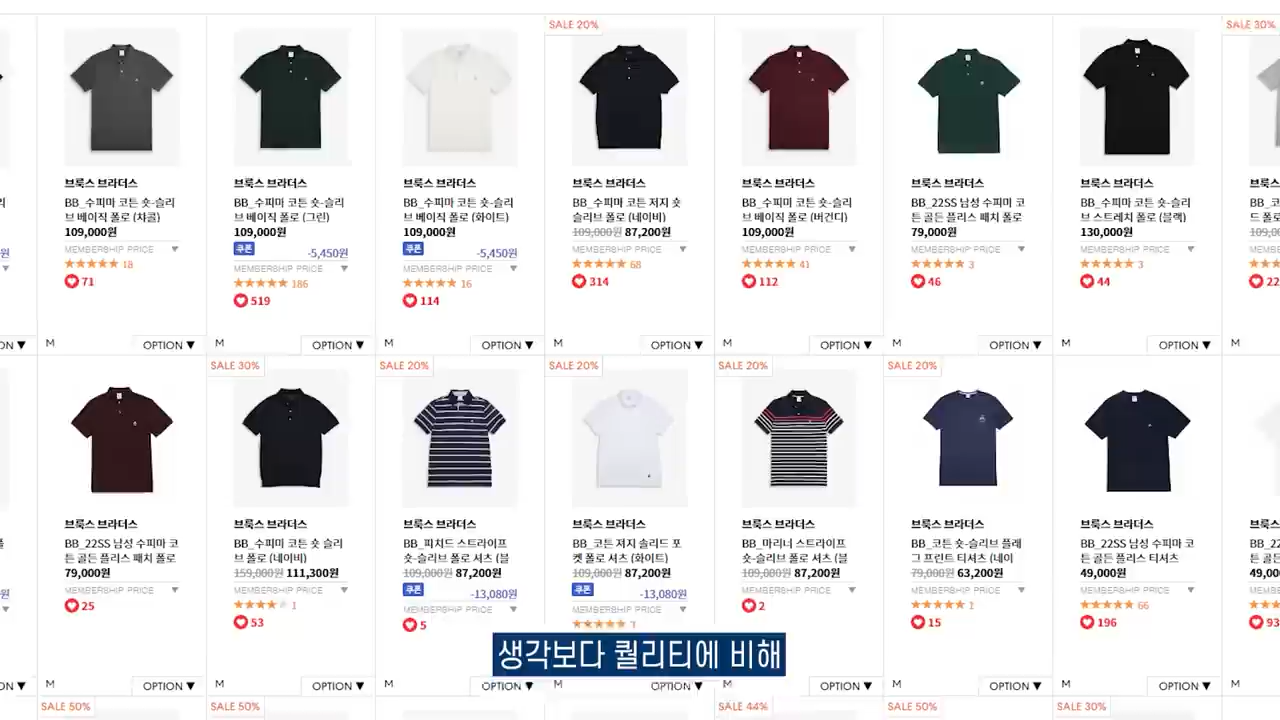 SALE 20%
SALE 30%
브룩스 브라더스
BB_수피마 코튼 숏-슬리
브 베이직 폴로 (챠콜)
109,000원
MEMBERSHIP PRICE ▼
★★★★★ 18
71
M
OPTION ▼
브룩스 브라더스
BB_수피마 코튼 숏-슬리
브 베이직 폴로 (그린)
109,000원
쿠폰 -5,450원
MEMBERSHIP PRICE ▼
★★★★★ 186
519
M
OPTION ▼
브룩스 브라더스
BB_수피마 코튼 숏-슬리
브 베이직 폴로 (화이트)
109,000원
쿠폰 -5,450원
MEMBERSHIP PRICE ▼
★★★★★ 16
114
M
OPTION ▼
브룩스 브라더스
BB_수피마 코튼 저지 숏
슬리브 폴로 (네이비)
109,000원 87,200원
MEMBERSHIP PRICE ▼
★★★★★ 68
314
M
OPTION ▼
브룩스 브라더스
BB_수피마 코튼 숏-슬리
브 베이직 폴로 (버건디)
109,000원
MEMBERSHIP PRICE ▼
★★★★★ 41
112
M
OPTION ▼
브룩스 브라더스
BB_22SS 남성 수피마 코
튼 골든 플리스 패치 폴로
79,000원
MEMBERSHIP PRICE ▼
★★★★★ 3
46
M
OPTION ▼
브룩스 브라더스
BB_수피마 코튼 숏-슬리
브 스트레치 폴로 (블랙)
130,000원
MEMBERSHIP PRICE ▼
★★★★★ 3
44
M
OPTION ▼
M
SALE 30%
SALE 20%
SALE 20%
SALE 20%
SALE 20%
브룩스 브라더스
BB_22SS 남성 수피마 코
튼 골든 플리스 패치 폴로
79,000원
MEMBERSHIP PRICE ▼
25
M
OPTION ▼
브룩스 브라더스
BB_수피마 코튼 숏 슬리
브 폴로 (네이비)
159,000원 111,300원
MEMBERSHIP PRICE ▼
★★★★★ 1
53
M
OPTION ▼
브룩스 브라더스
BB_피치드 스트라이프
숏-슬리브 폴로 셔츠 (블
109,000원 87,200원
쿠폰 -13,080원
MEMBERSHIP PRICE ▼
5
M
OPTION ▼
브룩스 브라더스
BB_코튼 저지 솔리드 포
켓 폴로 셔츠 (화이트)
109,000원 87,200원
쿠폰 -13,080원
MEMBERSHIP PRICE ▼
M
OPTION ▼
브룩스 브라더스
BB_마리너 스트라이프
숏-슬리브 폴로 셔츠 (블
109,000원 87,200원
MEMBERSHIP PRICE ▼
2
M
OPTION ▼
브룩스 브라더스
BB_코튼 숏-슬리브 플래
그 프린트 티셔츠 (네이
79,000원 63,200원
MEMBERSHIP PRICE ▼
★★★★★ 1
15
M
OPTION ▼
브룩스 브라더스
BB_22SS 남성 수피마 코
튼 골든 플리스 티셔츠
49,000원
MEMBERSHIP PRICE ▼
★★★★★ 66
196
M
OPTION ▼
M
생각보다 퀄리티에 비해
SALE 50%
SALE 50%
SALE 44%
SALE 50%
SALE 30%